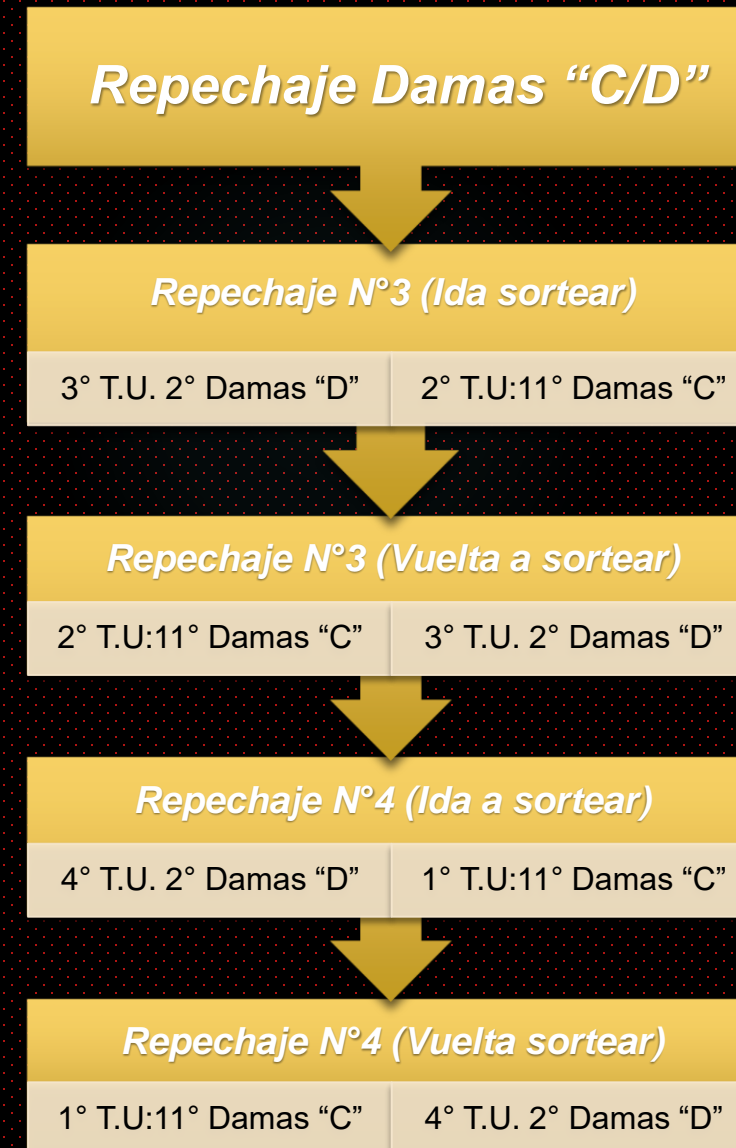 Repechaje Damas “C/D”
Repechaje N°3 (Ida sortear)
3° T.U. 2° Damas “D” 2° T.U:11° Damas “C”
Repechaje N°3 (Vuelta a sortear)
2° T.U:11° Damas “C” 3° T.U. 2° Damas “D”
Repechaje N°4 (Ida a sortear)
4° T.U. 2° Damas “D” 1° T.U:11° Damas “C”
Repechaje N°4 (Vuelta sortear)
1° T.U:11° Damas “C” 4° T.U. 2° Damas “D”